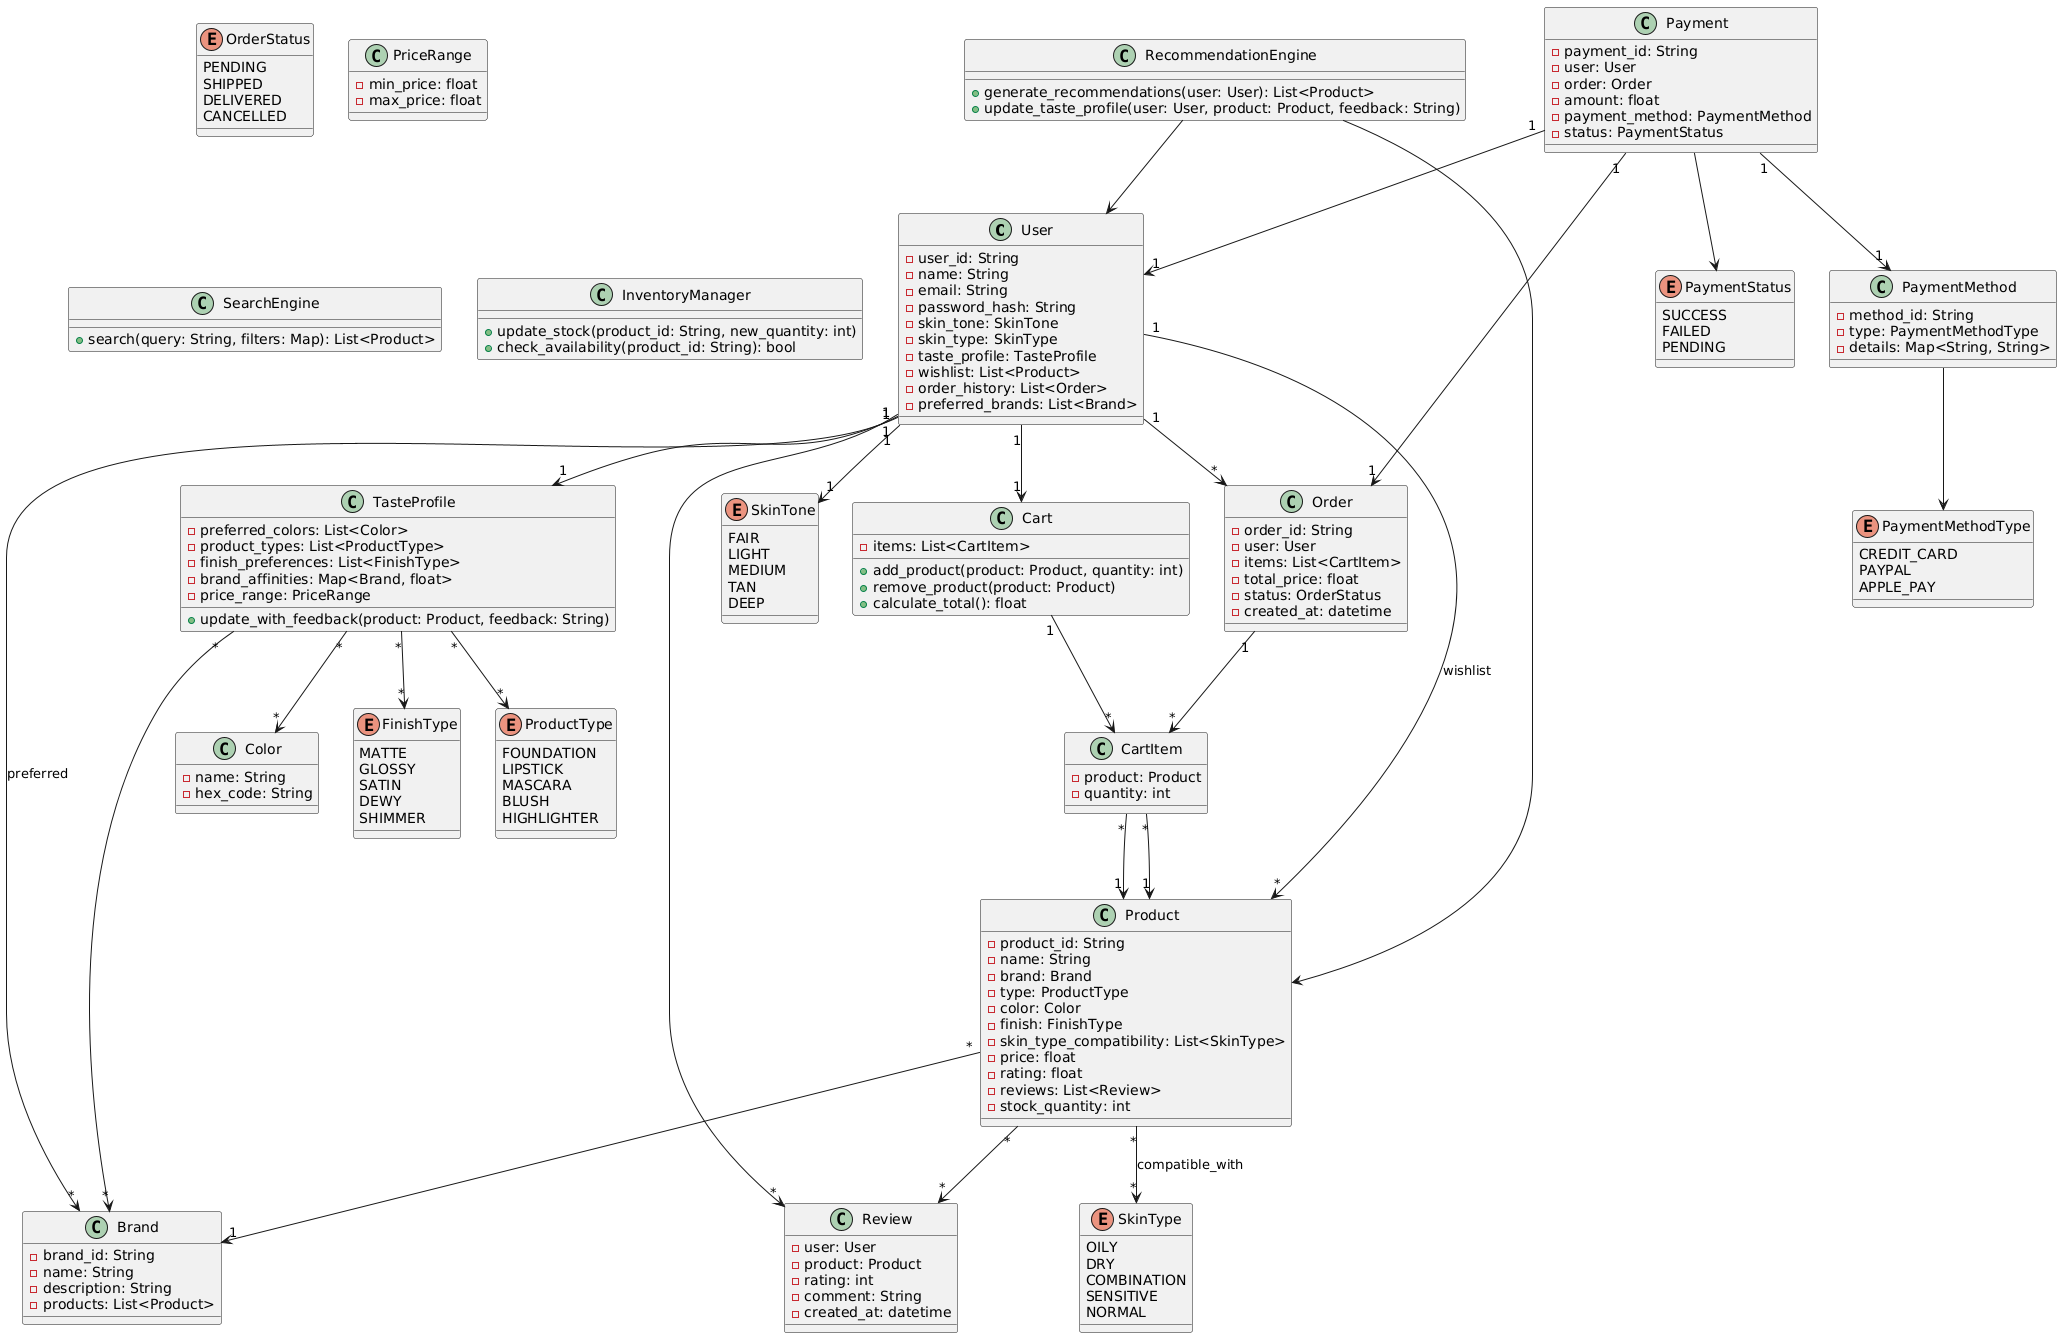 E OrderStatus
PENDING
SHIPPED
DELIVERED
CANCELLED
C PriceRange
min_price: float
max_price: float
C RecommendationEngine
generate_recommendations(user: User): List<Product>
update_taste_profile(user: User, product: Product, feedback: String)
C Payment
payment_id: String
user: User
order: Order
amount: float
payment_method: PaymentMethod
status: PaymentStatus
1
1
1
C SearchEngine
search(query: String, filters: Map): List<Product>
C InventoryManager
update_stock(product_id: String, new_quantity: int)
check_availability(product_id: String): bool
C User
user_id: String
name: String
email: String
password_hash: String
skin_tone: SkinTone
skin_type: SkinType
taste_profile: TasteProfile
wishlist: List<Product>
order_history: List<Order>
preferred_brands: List<Brand>
1
1
1
E PaymentStatus
SUCCESS
FAILED
PENDING
1
C PaymentMethod
method_id: String
type: PaymentMethodType
details: Map<String, String>
1
1
1
1
1
1
C TasteProfile
preferred_colors: List<Color>
product_types: List<ProductType>
finish_preferences: List<FinishType>
brand_affinities: Map<Brand, float>
price_range: PriceRange
update_with_feedback(product: Product, feedback: String)
1
E SkinTone
FAIR
LIGHT
MEDIUM
TAN
DEEP
1
C Cart
items: List<CartItem>
add_product(product: Product, quantity: int)
remove_product(product: Product)
calculate_total(): float
*
1
C Order
order_id: String
user: User
items: List<CartItem>
total_price: float
status: OrderStatus
created_at: datetime
E PaymentMethodType
CREDIT_CARD
PAYPAL
APPLE_PAY
*
*
*
*
1
1
wishlist
preferred
*
C Color
name: String
hex_code: String
*
E FinishType
MATTE
GLOSSY
SATIN
DEWY
SHIMMER
*
E ProductType
FOUNDATION
LIPSTICK
MASCARA
BLUSH
HIGHLIGHTER
*
*
C CartItem
product: Product
quantity: int
*
*
1
1
*
C Product
product_id: String
name: String
brand: Brand
type: ProductType
color: Color
finish: FinishType
skin_type_compatibility: List<SkinType>
price: float
rating: float
reviews: List<Review>
stock_quantity: int
*
*
*
compatible_with
*
*
1
C Brand
brand_id: String
name: String
description: String
products: List<Product>
*
*
C Review
user: User
product: Product
rating: int
comment: String
created_at: datetime
*
E SkinType
OILY
DRY
COMBINATION
SENSITIVE
NORMAL